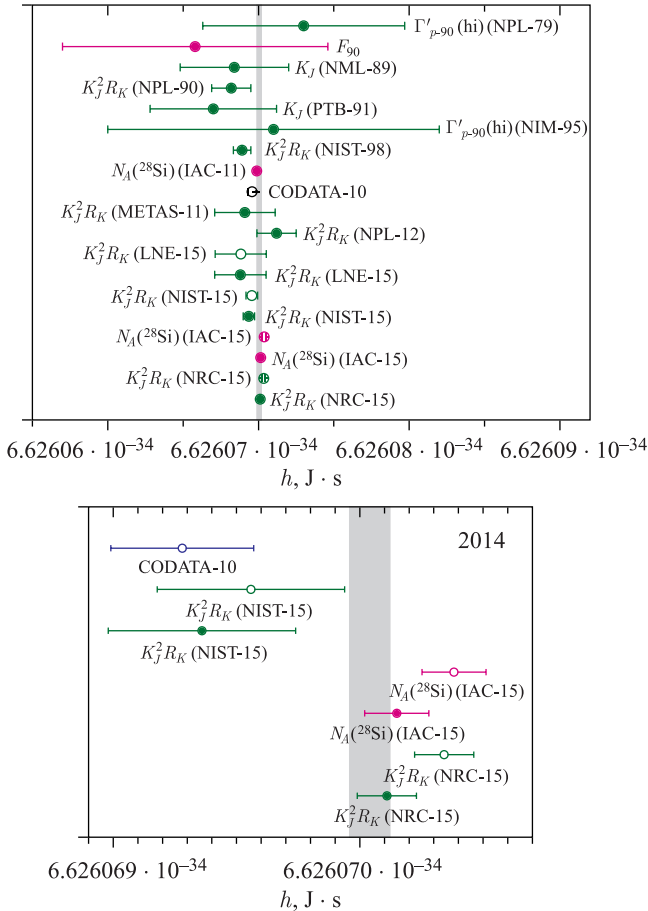 Γ′p-90(hi)(NPL-79)
F90
KJ(NML-89)
K²JRK(NPL-90)
KJ(PTB-91)
Γ′p-90(hi)(NIM-95)
K²JRK(NIST-98)
NA(²⁸Si)(IAC-11)
CODATA-10
K²JRK(METAS-11)
K²JRK(NPL-12)
K²JRK(LNE-15)
K²JRK(LNE-15)
K²JRK(NIST-15)
K²JRK(NIST-15)
NA(²⁸Si)(IAC-15)
NA(²⁸Si)(IAC-15)
K²JRK(NRC-15)
K²JRK(NRC-15)
6.62606 · 10⁻³⁴ 6.62607 · 10⁻³⁴ 6.62608 · 10⁻³⁴ 6.62609 · 10⁻³⁴
h, J · s
2014
CODATA-10
K²JRK(NIST-15)
K²JRK(NIST-15)
NA(²⁸Si)(IAC-15)
NA(²⁸Si)(IAC-15)
K²JRK(NRC-15)
K²JRK(NRC-15)
6.626069 · 10⁻³⁴ 6.626070 · 10⁻³⁴
h, J · s